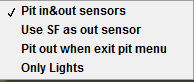 Pit in&out sensors
Use SF as out sensor
Pit out when exit pit menu
Only Lights